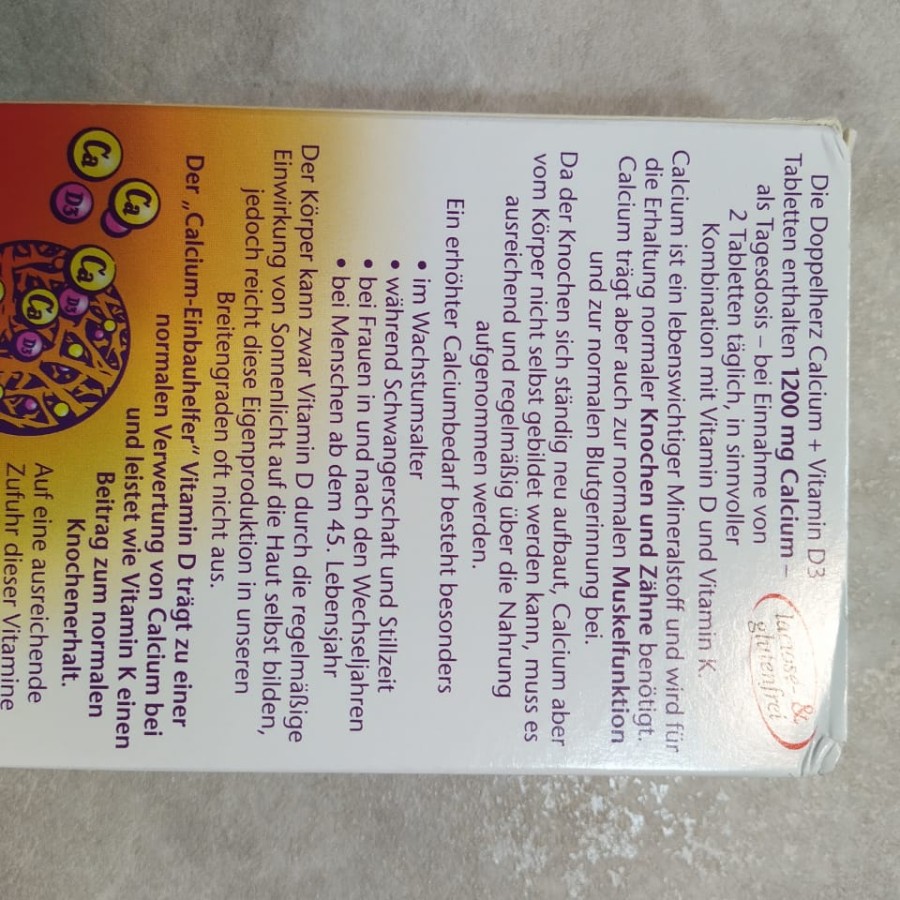 Die Doppelherz Calcium + Vitamin D3
Tabletten enthalten 1200 mg Calcium –
als Tagesdosis – bei Einnahme von
2 Tabletten täglich, in sinnvoller
Kombination mit Vitamin D und Vitamin K.
lactose- &
glutenfrei
Calcium ist ein lebenswichtiger Mineralstoff und wird für
die Erhaltung normaler Knochen und Zähne benötigt.
Calcium trägt aber auch zur normalen Muskelfunktion
und zur normalen Blutgerinnung bei.
Da der Knochen sich ständig neu aufbaut, Calcium aber
vom Körper nicht selbst gebildet werden kann, muss es
ausreichend und regelmäßig über die Nahrung
aufgenommen werden.
Ein erhöhter Calciumbedarf besteht besonders
• im Wachstumsalter
• während Schwangerschaft und Stillzeit
• bei Frauen in und nach den Wechseljahren
• bei Menschen ab dem 45. Lebensjahr
Der Körper kann zwar Vitamin D durch die regelmäßige
Einwirkung von Sonnenlicht auf die Haut selbst bilden,
jedoch reicht diese Eigenproduktion in unseren
Breitengraden oft nicht aus.
Der „Calcium-Einbauhelfer“ Vitamin D trägt zu einer
normalen Verwertung von Calcium bei
und leistet wie Vitamin K einen
Beitrag zum normalen
Knochenerhalt.
Auf eine ausreichende
Zufuhr dieser Vitamine
Ca
Ca
D3
Ca
D3
Ca
D3